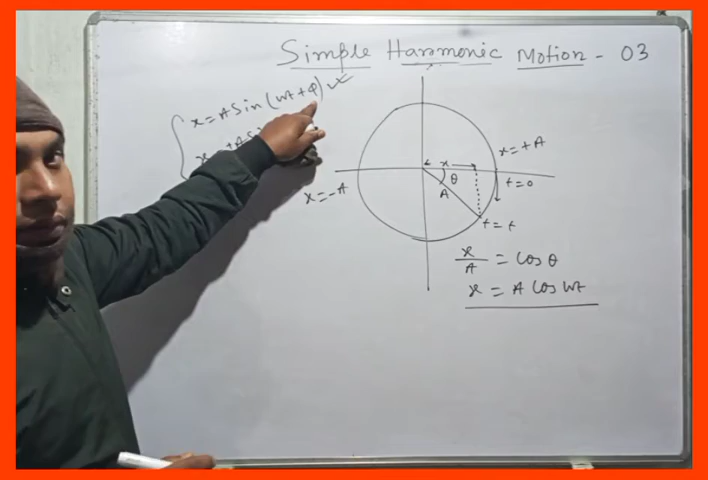 Simple Harmonic Motion - 03
x = A Sin (wt + φ)
x = +A
x
θ
t = 0
A
x = -A
t = t
x/A = Cos θ
x = A Cos wt